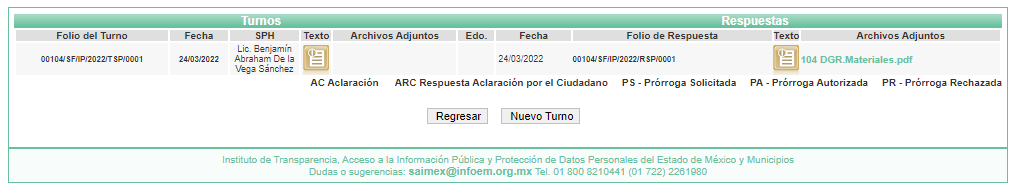 Turnos Respuestas
Folio del Turno Fecha SPH Texto Archivos Adjuntos Edo. Fecha Folio de Respuesta Texto Archivos Adjuntos
00104/SF/IP/2022/TSP/0001 24/03/2022 Lic. Benjamín Abraham De la Vega Sánchez 24/03/2022 00104/SF/IP/2022/RSP/0001 104 DGR.Materiales.pdf
AC Aclaración ARC Respuesta Aclaración por el Ciudadano PS - Prórroga Solicitada PA - Prórroga Autorizada PR - Prórroga Rechazada
Regresar Nuevo Turno
Instituto de Transparencia, Acceso a la Información Pública y Protección de Datos Personales del Estado de México y Municipios
Dudas o sugerencias: saimex@infoem.org.mx Tel. 01 800 8210441 (01 722) 2261980